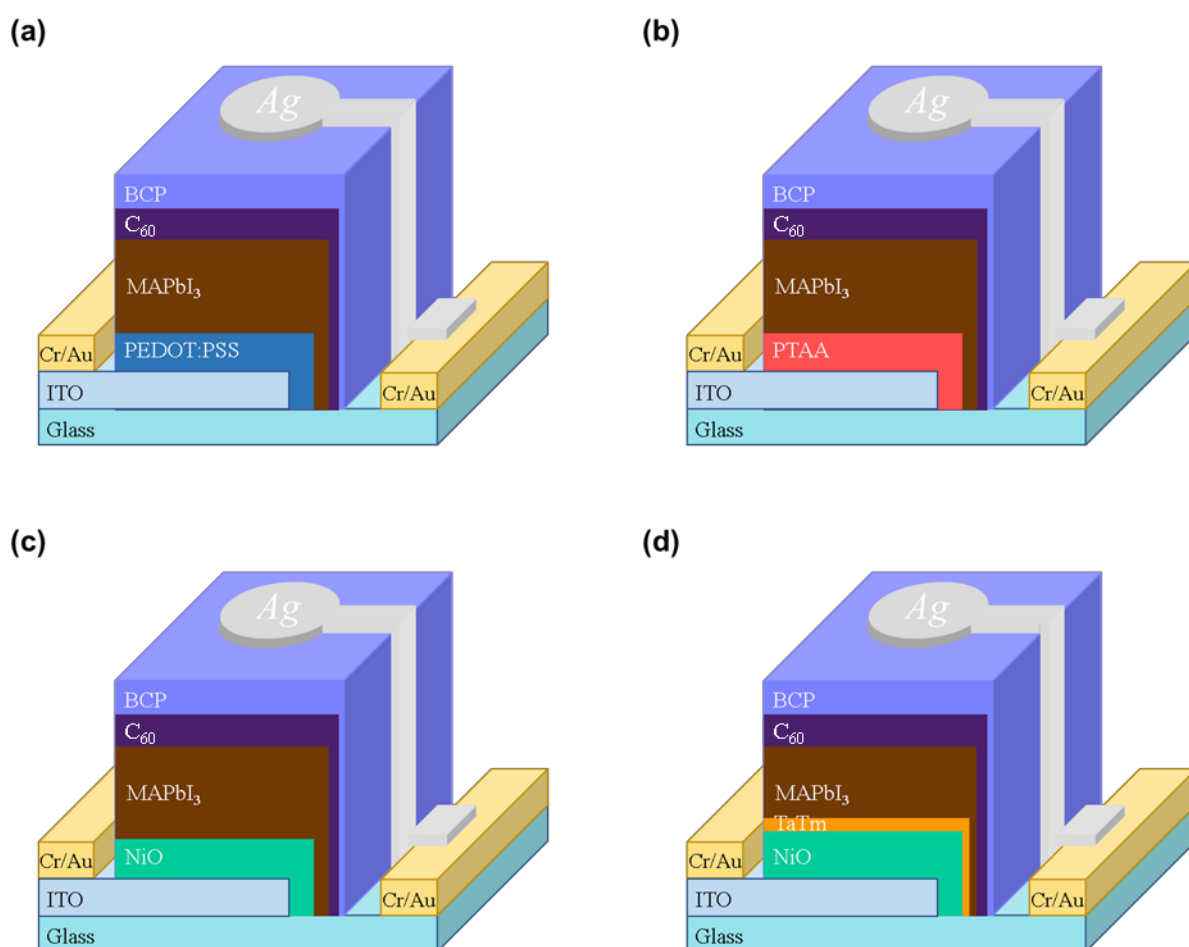 (a)
Ag
BCP
C₆₀
MAPbI₃
PEDOT:PSS
Cr/Au
ITO
Cr/Au
Glass
(b)
Ag
BCP
C₆₀
MAPbI₃
PTAA
Cr/Au
ITO
Cr/Au
Glass
(c)
Ag
BCP
C₆₀
MAPbI₃
NiO
Cr/Au
ITO
Cr/Au
Glass
(d)
Ag
BCP
C₆₀
MAPbI₃
TaTm
NiO
Cr/Au
ITO
Cr/Au
Glass